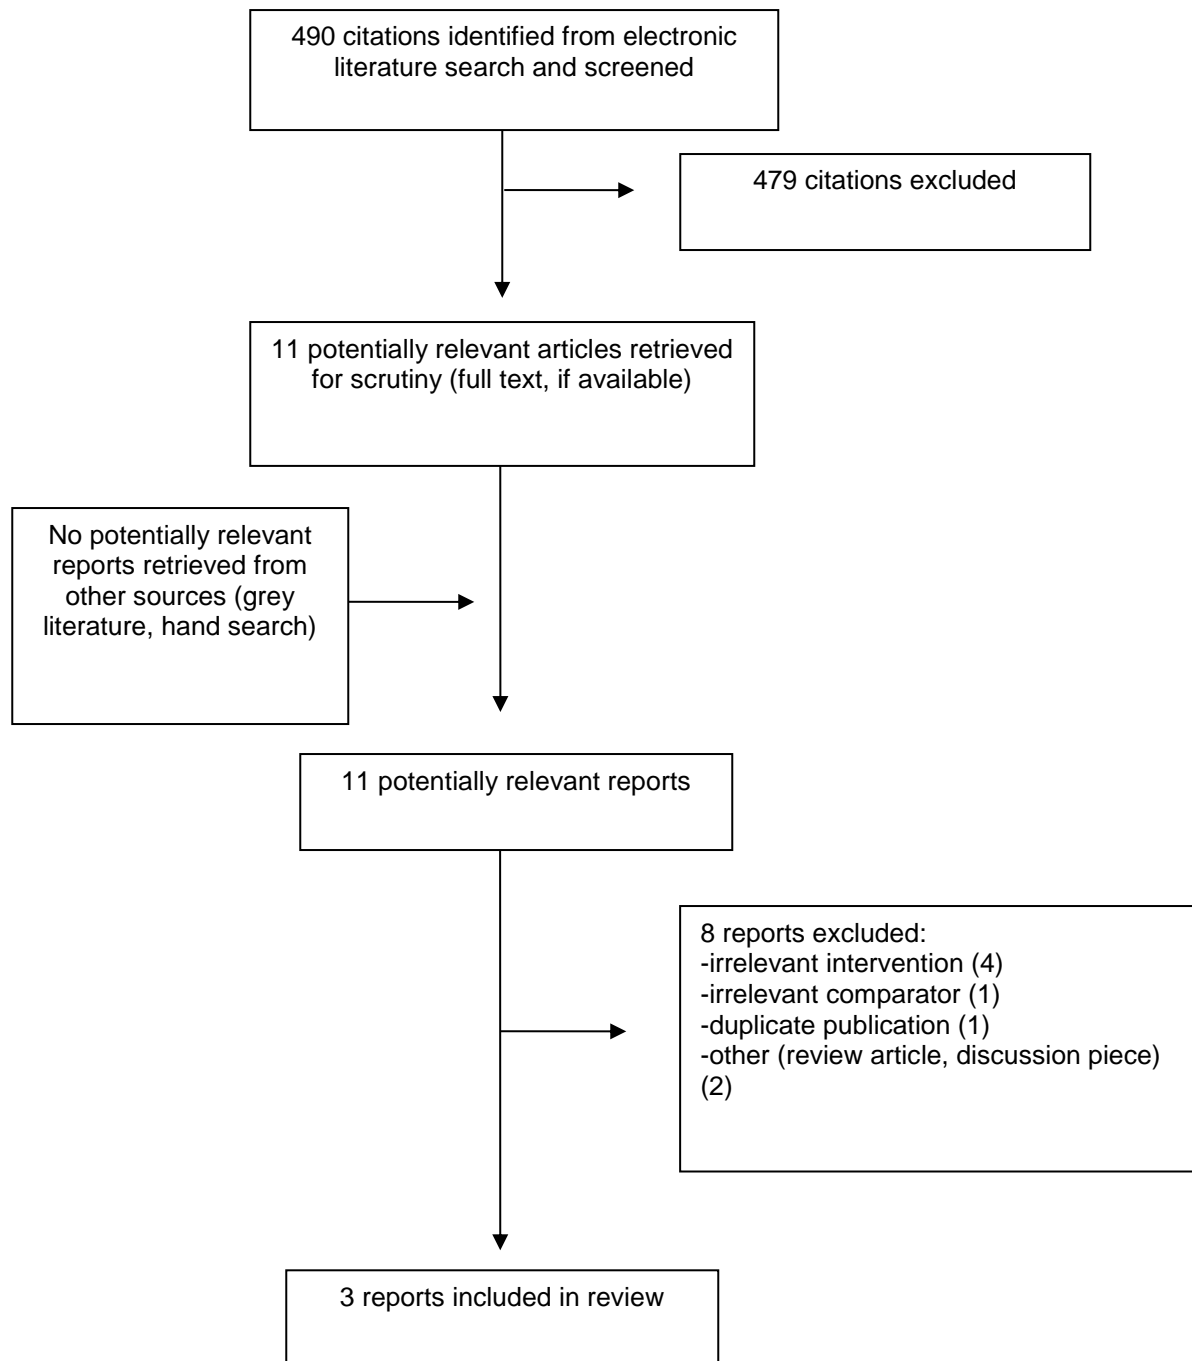 490 citations identified from electronic
literature search and screened
479 citations excluded
11 potentially relevant articles retrieved
for scrutiny (full text, if available)
No potentially relevant
reports retrieved from
other sources (grey
literature, hand search)
11 potentially relevant reports
8 reports excluded:
-irrelevant intervention (4)
-irrelevant comparator (1)
-duplicate publication (1)
-other (review article, discussion piece)
(2)
3 reports included in review